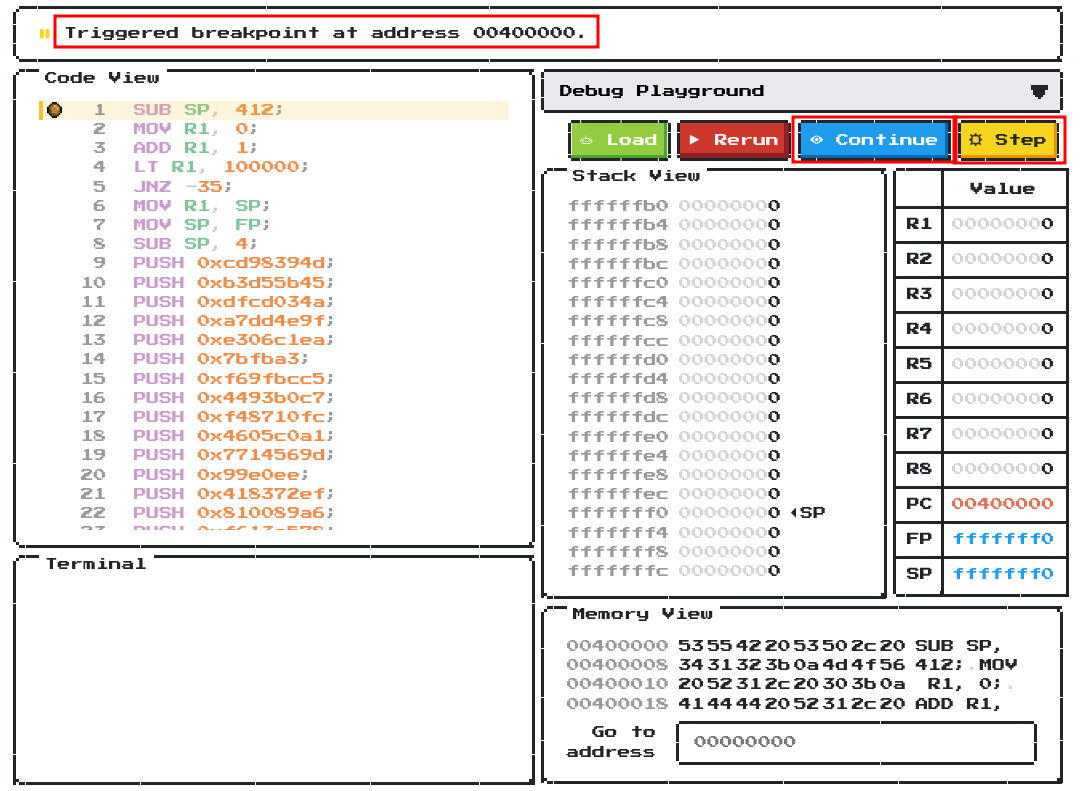 Triggered breakpoint at address 00400000.
Code View
1 SUB SP, 412;
2 MOV R1, 0;
3 ADD R1, 1;
4 LT R1, 100000;
5 JNZ -35;
6 MOV R1, SP;
7 MOV SP, FP;
8 SUB SP, 4;
9 PUSH 0xcd98394d;
10 PUSH 0xb3d55b45;
11 PUSH 0xdfcd034a;
12 PUSH 0xa7dd4e9f;
13 PUSH 0xe306c1ea;
14 PUSH 0x7bfba3;
15 PUSH 0xf69fbcc5;
16 PUSH 0x4493b0c7;
17 PUSH 0xf48710fc;
18 PUSH 0x4605c0a1;
19 PUSH 0x7714569d;
20 PUSH 0x99e0ee;
21 PUSH 0x418372ef;
22 PUSH 0x810089a6;
Terminal
Debug Playground
Load Rerun Continue Step
Stack View
ffffffb0 00000000
ffffffb4 00000000
ffffffb8 00000000
ffffffbc 00000000
ffffffc0 00000000
ffffffc4 00000000
ffffffc8 00000000
ffffffcc 00000000
ffffffd0 00000000
ffffffd4 00000000
ffffffd8 00000000
ffffffdc 00000000
ffffffe0 00000000
ffffffe4 00000000
ffffffe8 00000000
ffffffec 00000000
fffffff0 00000000 SP
fffffff4 00000000
fffffff8 00000000
fffffffc 00000000
Value
R1 00000000
R2 00000000
R3 00000000
R4 00000000
R5 00000000
R6 00000000
R7 00000000
R8 00000000
PC 00400000
FP fffffff0
SP fffffff0
Memory View
00400000 5355422053502c20 SUB SP,
00400008 3431323b0a4d4f56 412;.MOV
00400010 2052312c20303b0a R1, 0;.
00400018 4144442052312c20 ADD R1,
Go to address
00000000